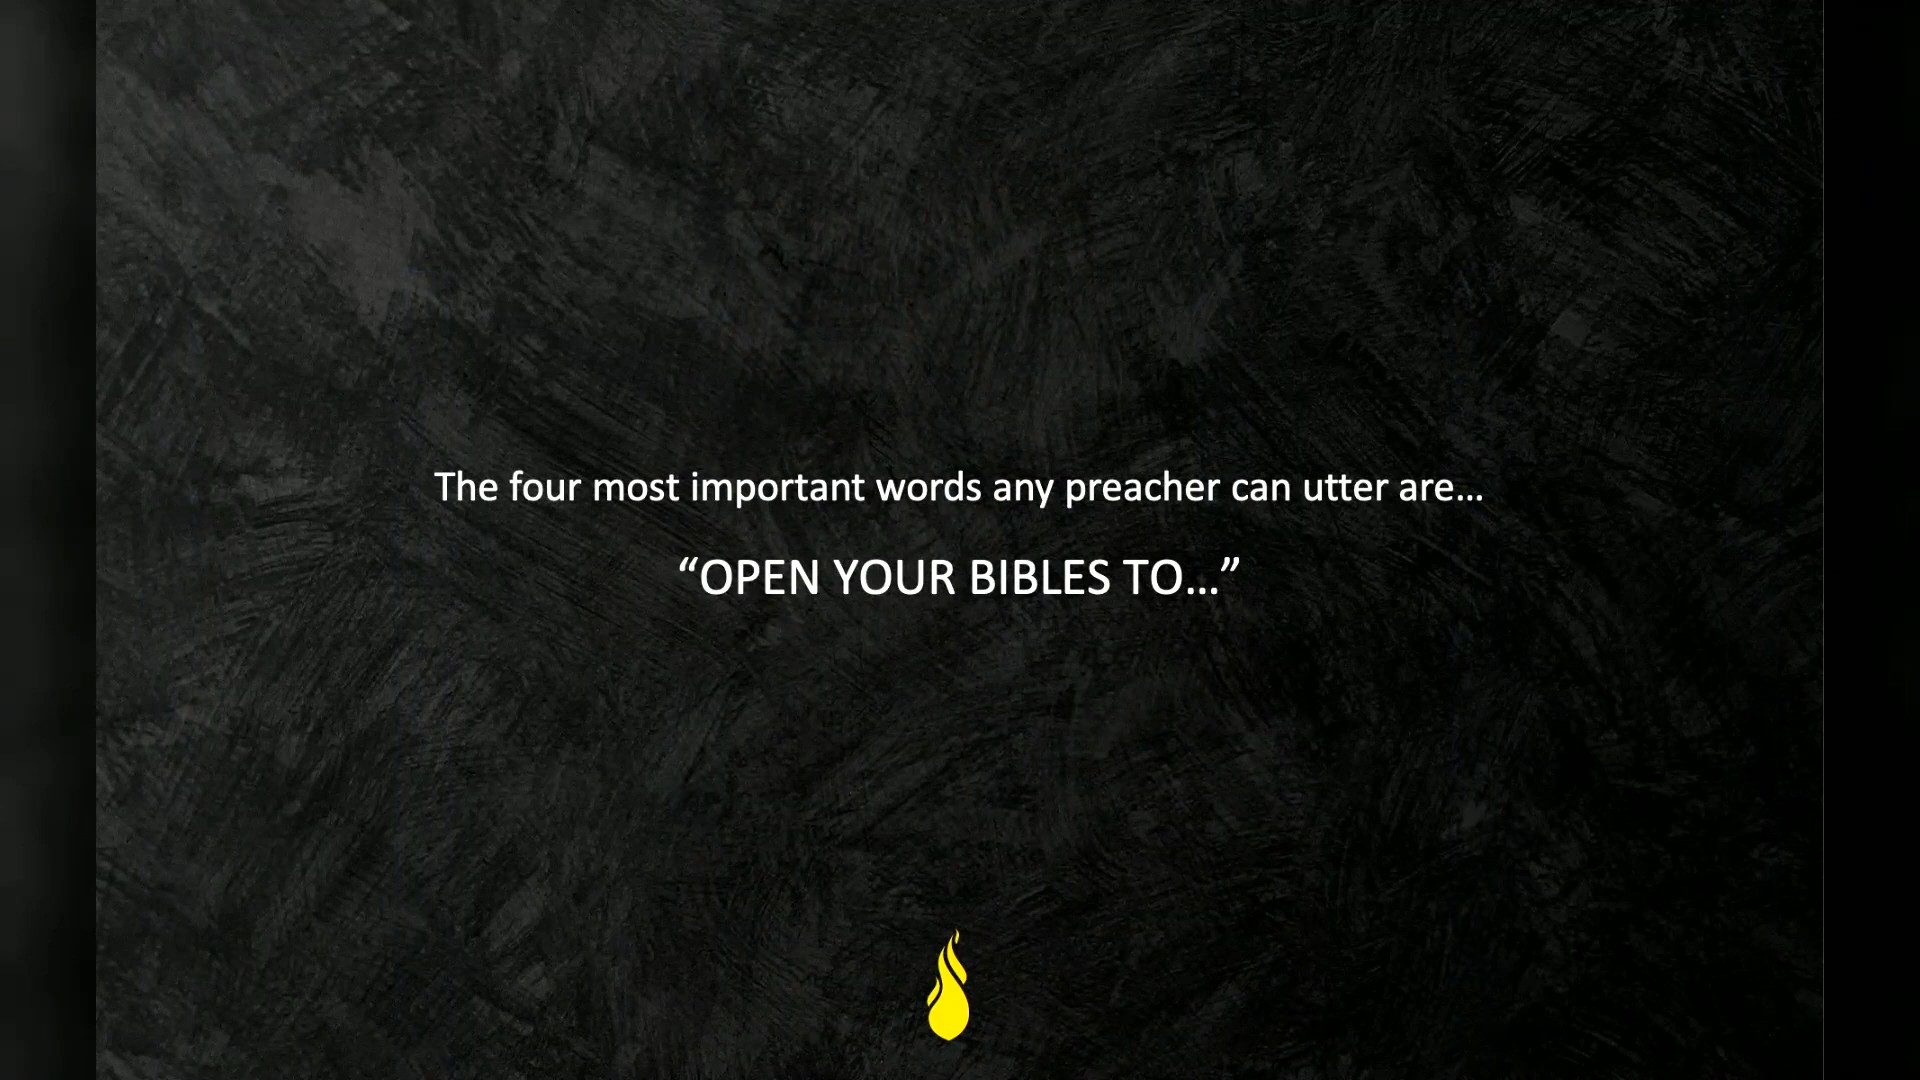 The four most important words any preacher can utter are…
“OPEN YOUR BIBLES TO…”